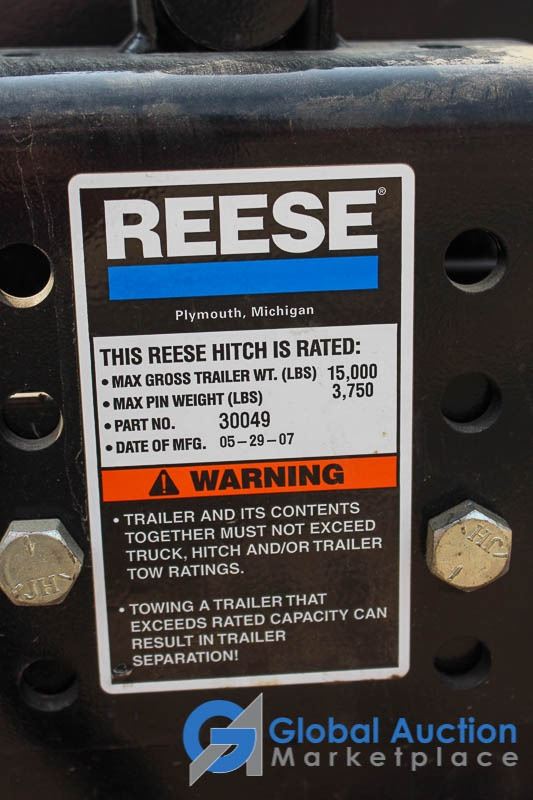 REESE®
Plymouth, Michigan
THIS REESE HITCH IS RATED:
• MAX GROSS TRAILER WT. (LBS) 15,000
• MAX PIN WEIGHT (LBS) 3,750
• PART NO. 30049
• DATE OF MFG. 05-29-07
WARNING
• TRAILER AND ITS CONTENTS
TOGETHER MUST NOT EXCEED
TRUCK, HITCH AND/OR TRAILER
TOW RATINGS.
• TOWING A TRAILER THAT
EXCEEDS RATED CAPACITY CAN
RESULT IN TRAILER
SEPARATION!
JH
JH
Global Auction
Marketplace